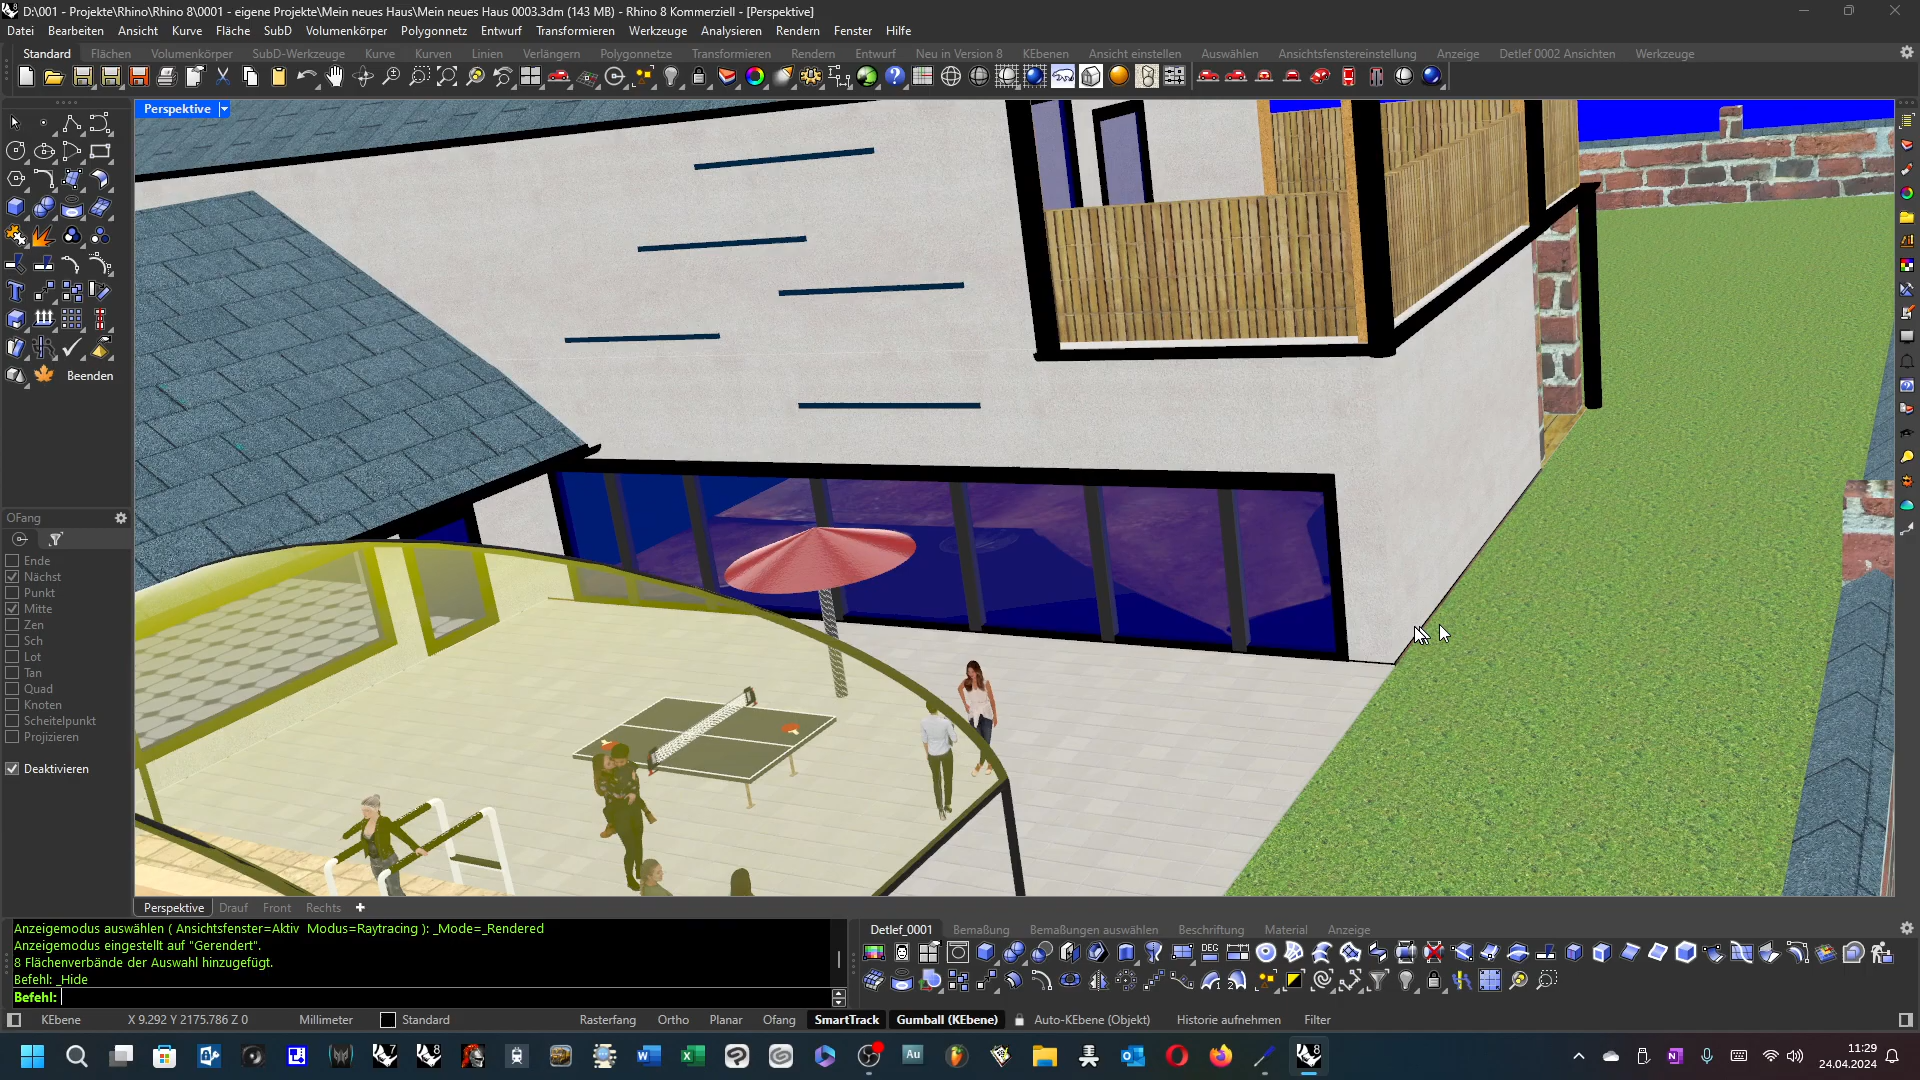 D:\001 - Projekte\Rhino\Rhino 8\0001 - eigene Projekte\Mein neues Haus\Mein neues Haus 0003.3dm (143 MB) - Rhino 8 Kommerziell - [Perspektive]
Datei Bearbeiten Ansicht Kurve Fläche SubD Volumenkörper Polygonnetz Entwurf Transformieren Werkzeuge Analysieren Rendern Fenster Hilfe
Standard Flächen Volumenkörper SubD-Werkzeuge Kurve Kurven Linien Verlängern Polygonnetze Transformieren Rendern Entwurf Neu in Version 8 KEbenen Ansicht einstellen Auswählen Ansichtsfenstereinstellung Anzeige Detlef 0002 Ansichten Werkzeuge
Perspektive
Beenden
OFang
Ende
Nächst
Punkt
Mitte
Zen
Sch
Lot
Tan
Quad
Knoten
Scheitelpunkt
Projizieren
Deaktivieren
Perspektive Drauf Front Rechts
Anzeigemodus auswählen ( Ansichtsfenster=Aktiv Modus=Raytracing ): _Mode=_Rendered
Anzeigemodus eingestellt auf "Gerendert".
8 Flächenverbände der Auswahl hinzugefügt.
Befehl: _Hide
Befehl:
Detlef_0001 Bemaßung Bemaßungen auswählen Beschriftung Material Anzeige
DEG
KEbene X 9.292 Y 2175.786 Z 0 Millimeter Standard Rasterfang Ortho Planar Ofang SmartTrack Gumball (KEbene) Auto-KEbene (Objekt) Historie aufnehmen Filter
Au
11:29
24.04.2024